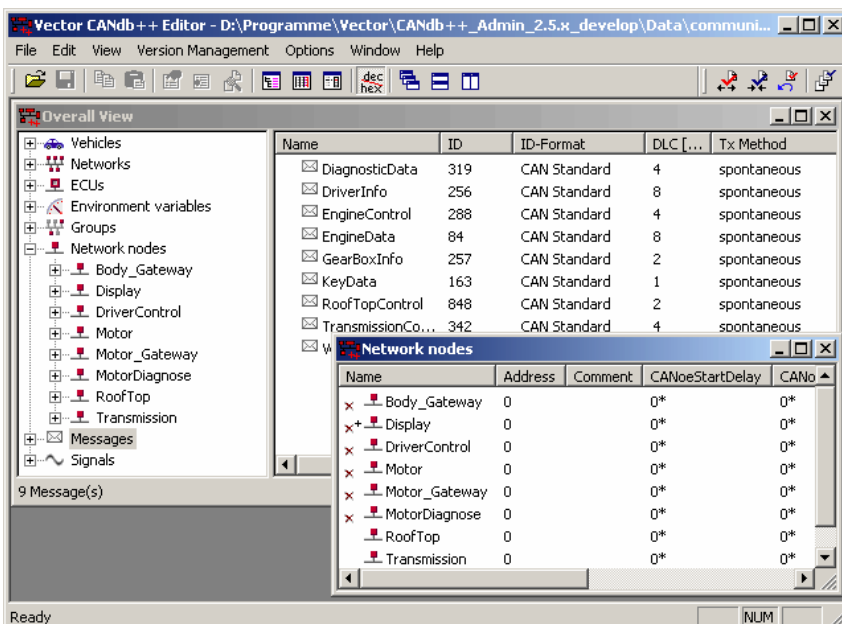 Vector CANdb++ Editor - D:\Programme\Vector\CANdb++_Admin_2.5.x_develop\Data\communi...
File Edit View Version Management Options Window Help
dec
hex
Overall View
Vehicles
Networks
ECUs
Environment variables
Groups
Network nodes
Body_Gateway
Display
DriverControl
Motor
Motor_Gateway
MotorDiagnose
RoofTop
Transmission
Messages
Signals
Name ID ID-Format DLC [... Tx Method
DiagnosticData 319 CAN Standard 4 spontaneous
DriverInfo 256 CAN Standard 8 spontaneous
EngineControl 288 CAN Standard 4 spontaneous
EngineData 84 CAN Standard 8 spontaneous
GearBoxInfo 257 CAN Standard 2 spontaneous
KeyData 163 CAN Standard 1 spontaneous
RoofTopControl 848 CAN Standard 2 spontaneous
TransmissionCo... 342 CAN Standard 4 spontaneous
9 Message(s)
Network nodes
Name Address Comment CANoeStartDelay CANo
Body_Gateway 0 0* 0*
Display 0 0* 0*
DriverControl 0 0* 0*
Motor 0 0* 0*
Motor_Gateway 0 0* 0*
MotorDiagnose 0 0* 0*
RoofTop 0 0* 0*
Transmission 0 0* 0*
Ready NUM